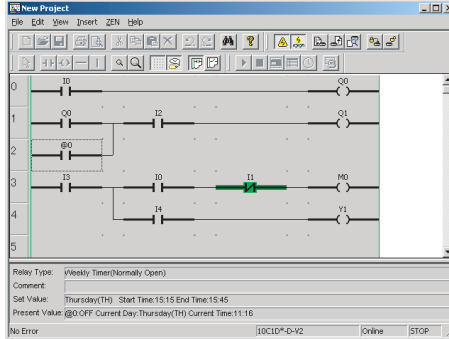 New Project
File Edit View Insert ZEN Help
0 I0 Q0
1 Q0 I2 Q1
2 @0
3 I3 I0 I1 M0
4 I4 Y1
5
Relay Type: Weekly Timer(Normally Open)
Comment:
Set Value: Thursday(TH) Start Time:15:15 End Time:15:45
Present Value: @0:OFF Current Day:Thursday(TH) Current Time:11:16
No Error 10C1D*-D-V2 Online STOP